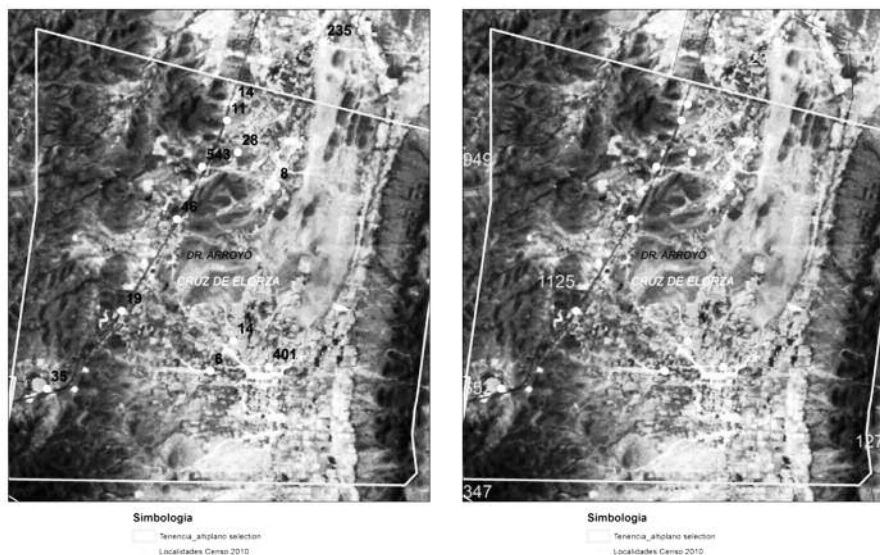 235
14
11
28
543
8
46
DR. ARROYO
CRUZ DE ELORZA
19
14
401
6
35
Simbologia
Tenencia_altiplano selection
Localidades Censo 2010
949
DR. ARROYO
CRUZ DE ELORZA
1125
127
347
Simbologia
Tenencia_altiplano selection
Localidades Censo 2010